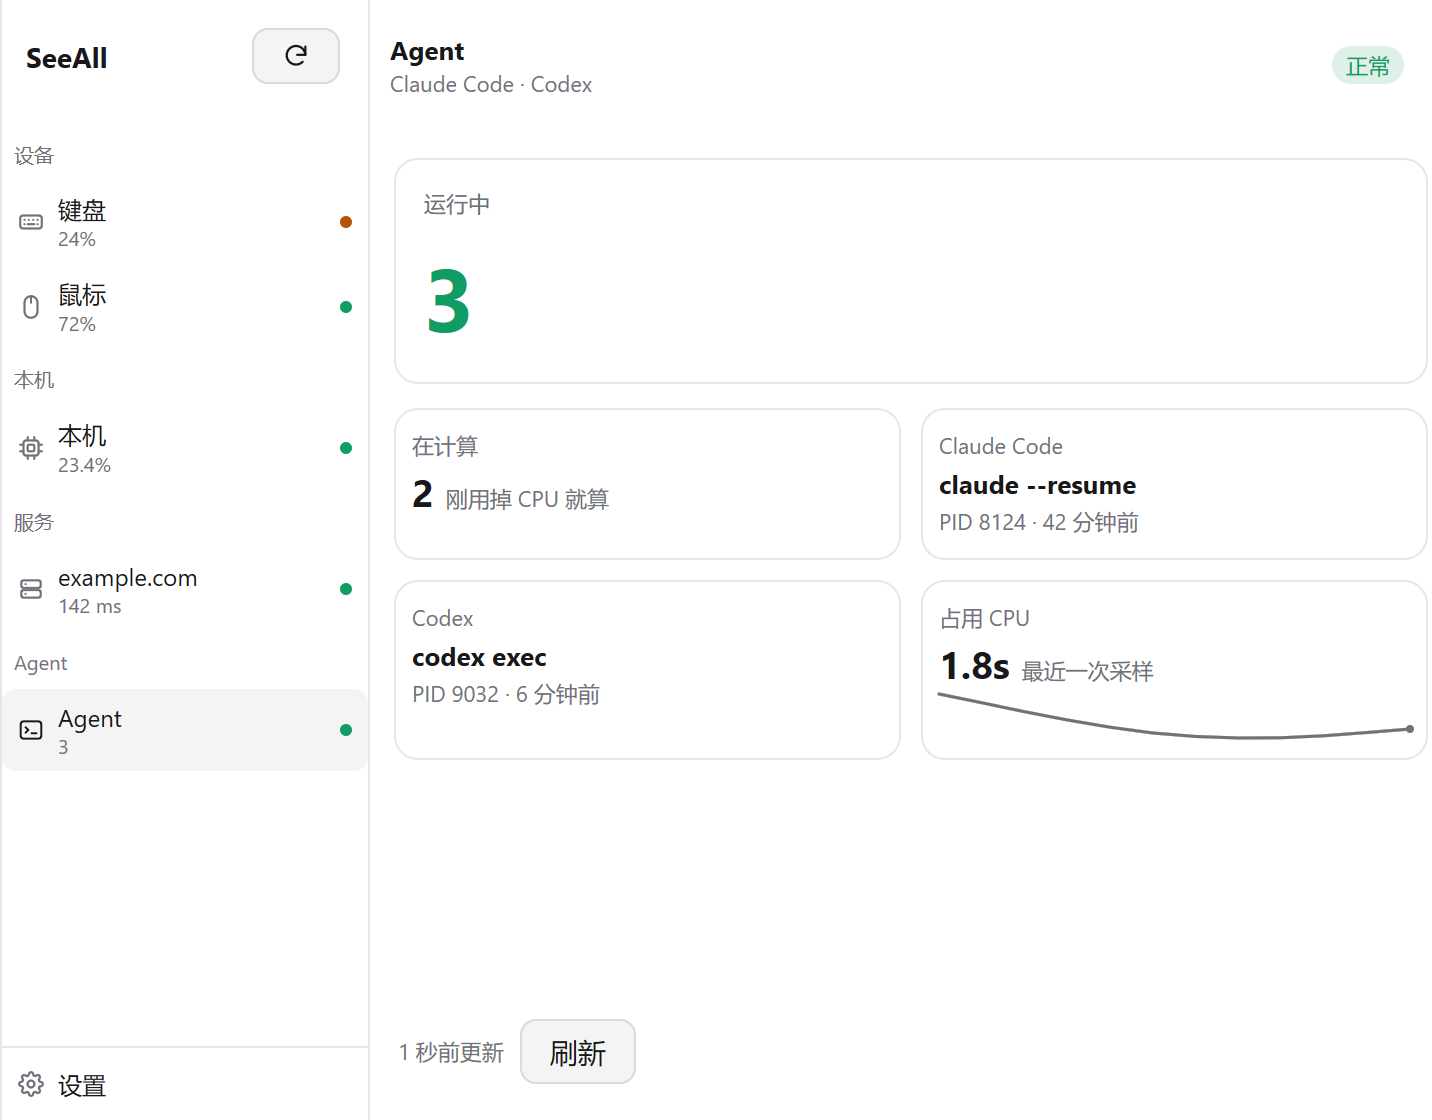 SeeAll
设备
键盘
24%
鼠标
72%
本机
本机
23.4%
服务
example.com
142 ms
Agent
Agent
3
设置
Agent
Claude Code · Codex
正常
运行中
3
在计算
2 刚用掉 CPU 就算
Claude Code
claude --resume
PID 8124 · 42 分钟前
Codex
codex exec
PID 9032 · 6 分钟前
占用 CPU
1.8s 最近一次采样
1 秒前更新 刷新